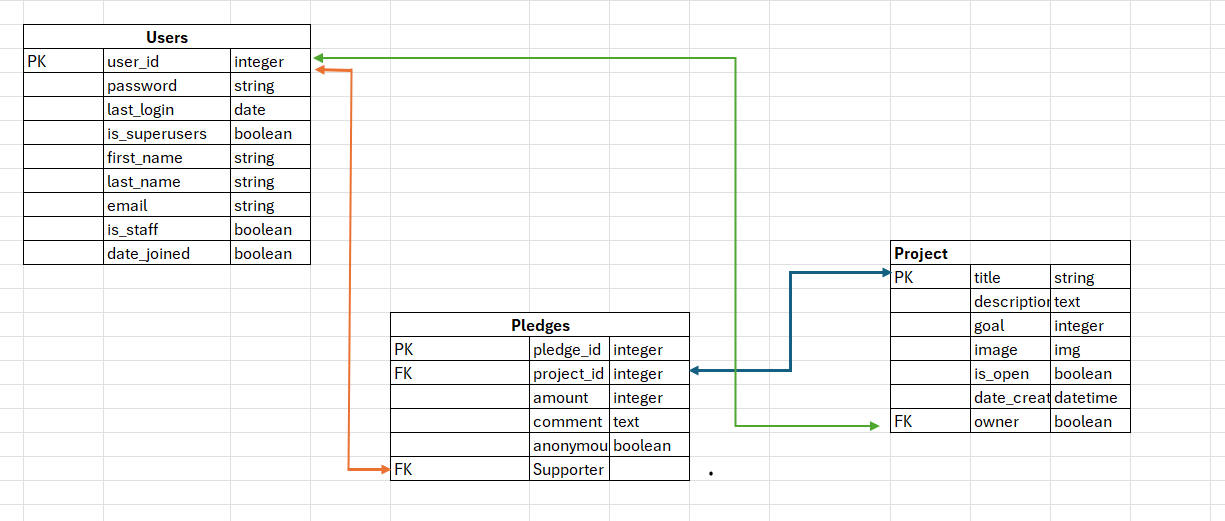 Users
PK user_id integer
password string
last_login date
is_superusers boolean
first_name string
last_name string
email string
is_staff boolean
date_joined boolean
Pledges
PK pledge_id integer
FK project_id integer
amount integer
comment text
anonymou boolean
FK Supporter
.
Project
PK title string
description text
goal integer
image img
is_open boolean
date_creat datetime
FK owner boolean